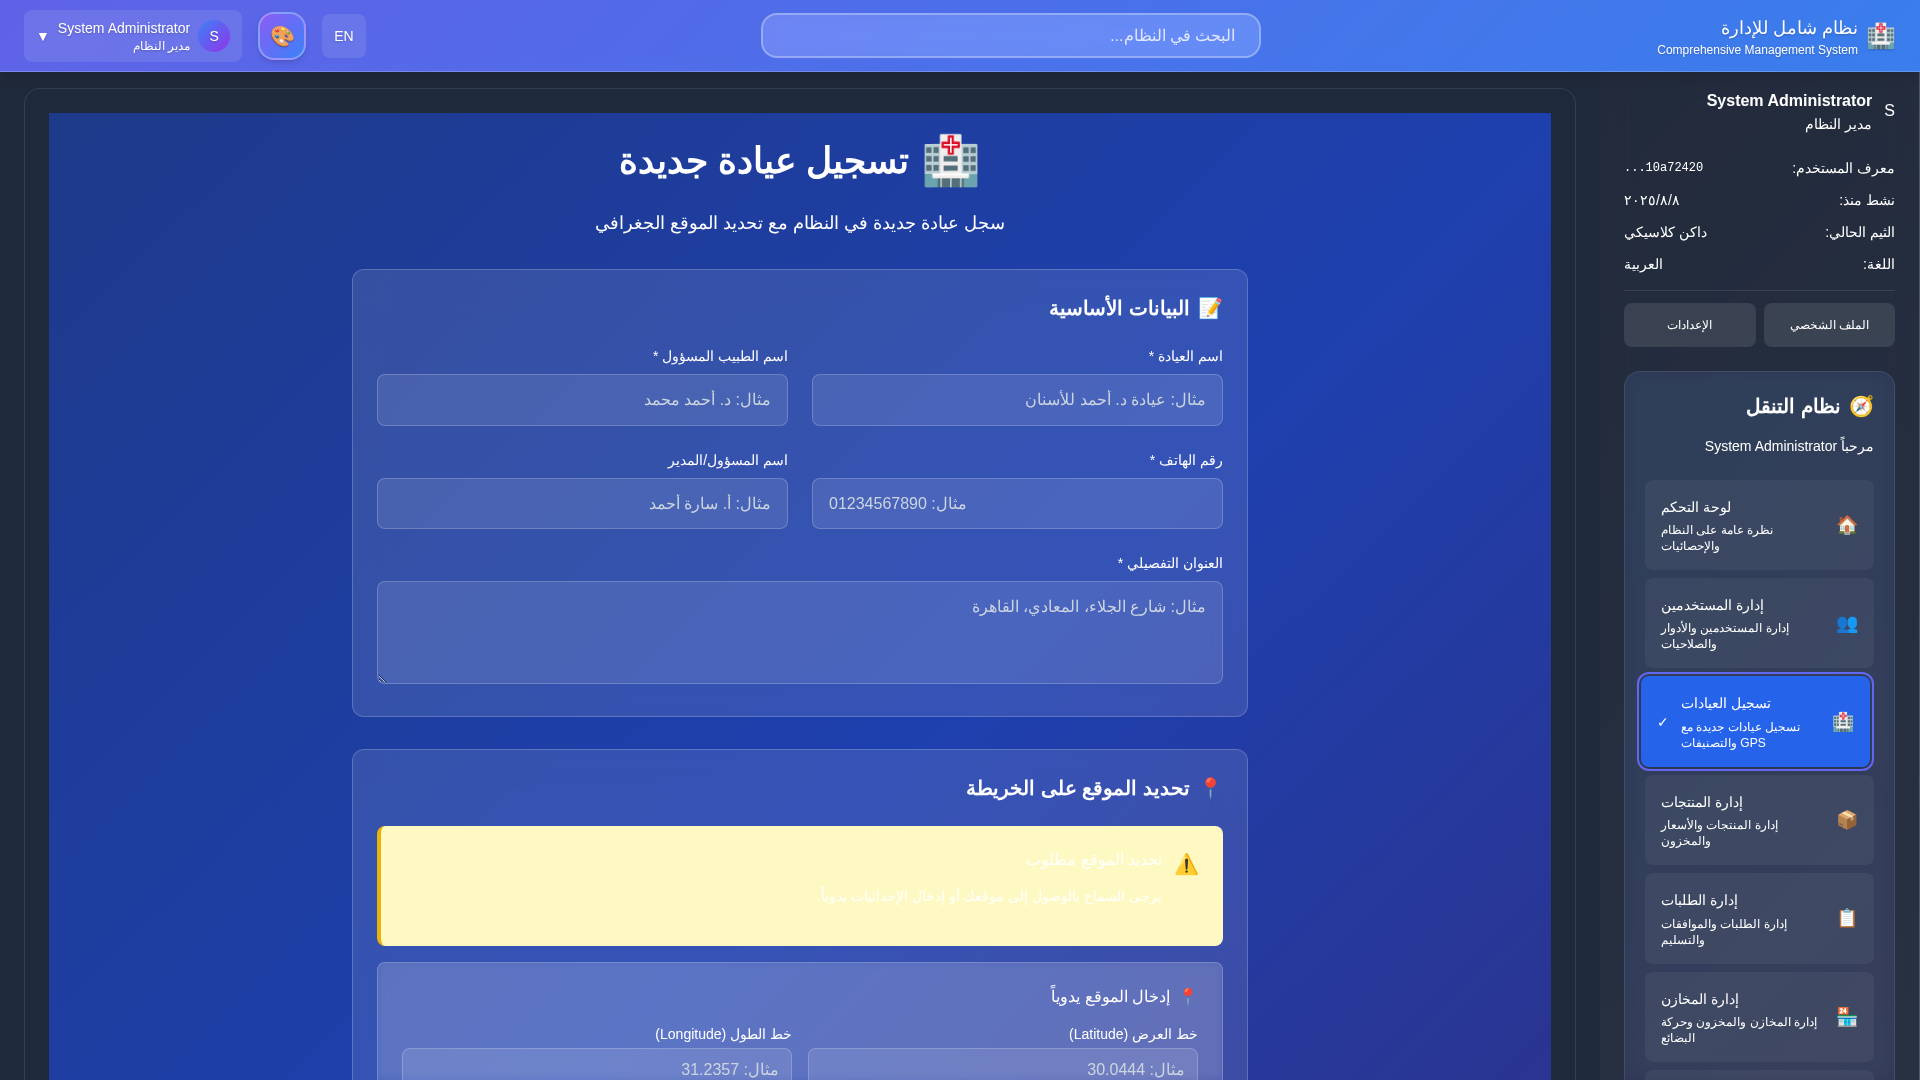 نظام شامل للإدارة
Comprehensive Management System
البحث في النظام...
EN
S
System Administrator
مدير النظام
▼
S
System Administrator
مدير النظام
معرف المستخدم:
10a72420...
نشط منذ:
٢٠٢٥/٨/٨
الثيم الحالي:
داكن كلاسيكي
اللغة:
العربية
الملف الشخصي
الإعدادات
نظام التنقل
مرحباً System Administrator
لوحة التحكم
نظرة عامة على النظام
والإحصائيات
إدارة المستخدمين
إدارة المستخدمين والأدوار
والصلاحيات
تسجيل العيادات
تسجيل عيادات جديدة مع
GPS والتصنيفات
✓
إدارة المنتجات
إدارة المنتجات والأسعار
والمخزون
إدارة الطلبات
إدارة الطلبات والموافقات
والتسليم
إدارة المخازن
إدارة المخازن والمخزون وحركة
البضائع
تسجيل عيادة جديدة
سجل عيادة جديدة في النظام مع تحديد الموقع الجغرافي
البيانات الأساسية
اسم العيادة *
مثال: عيادة د. أحمد للأسنان
اسم الطبيب المسؤول *
مثال: د. أحمد محمد
رقم الهاتف *
مثال: 01234567890
اسم المسؤول/المدير
مثال: أ. سارة أحمد
العنوان التفصيلي *
مثال: شارع الجلاء، المعادي، القاهرة
تحديد الموقع على الخريطة
تحديد الموقع مطلوب
يرجى السماح بالوصول إلى موقعك أو إدخال الإحداثيات يدوياً.
إدخال الموقع يدوياً
خط العرض (Latitude)
مثال: 30.0444
خط الطول (Longitude)
مثال: 31.2357